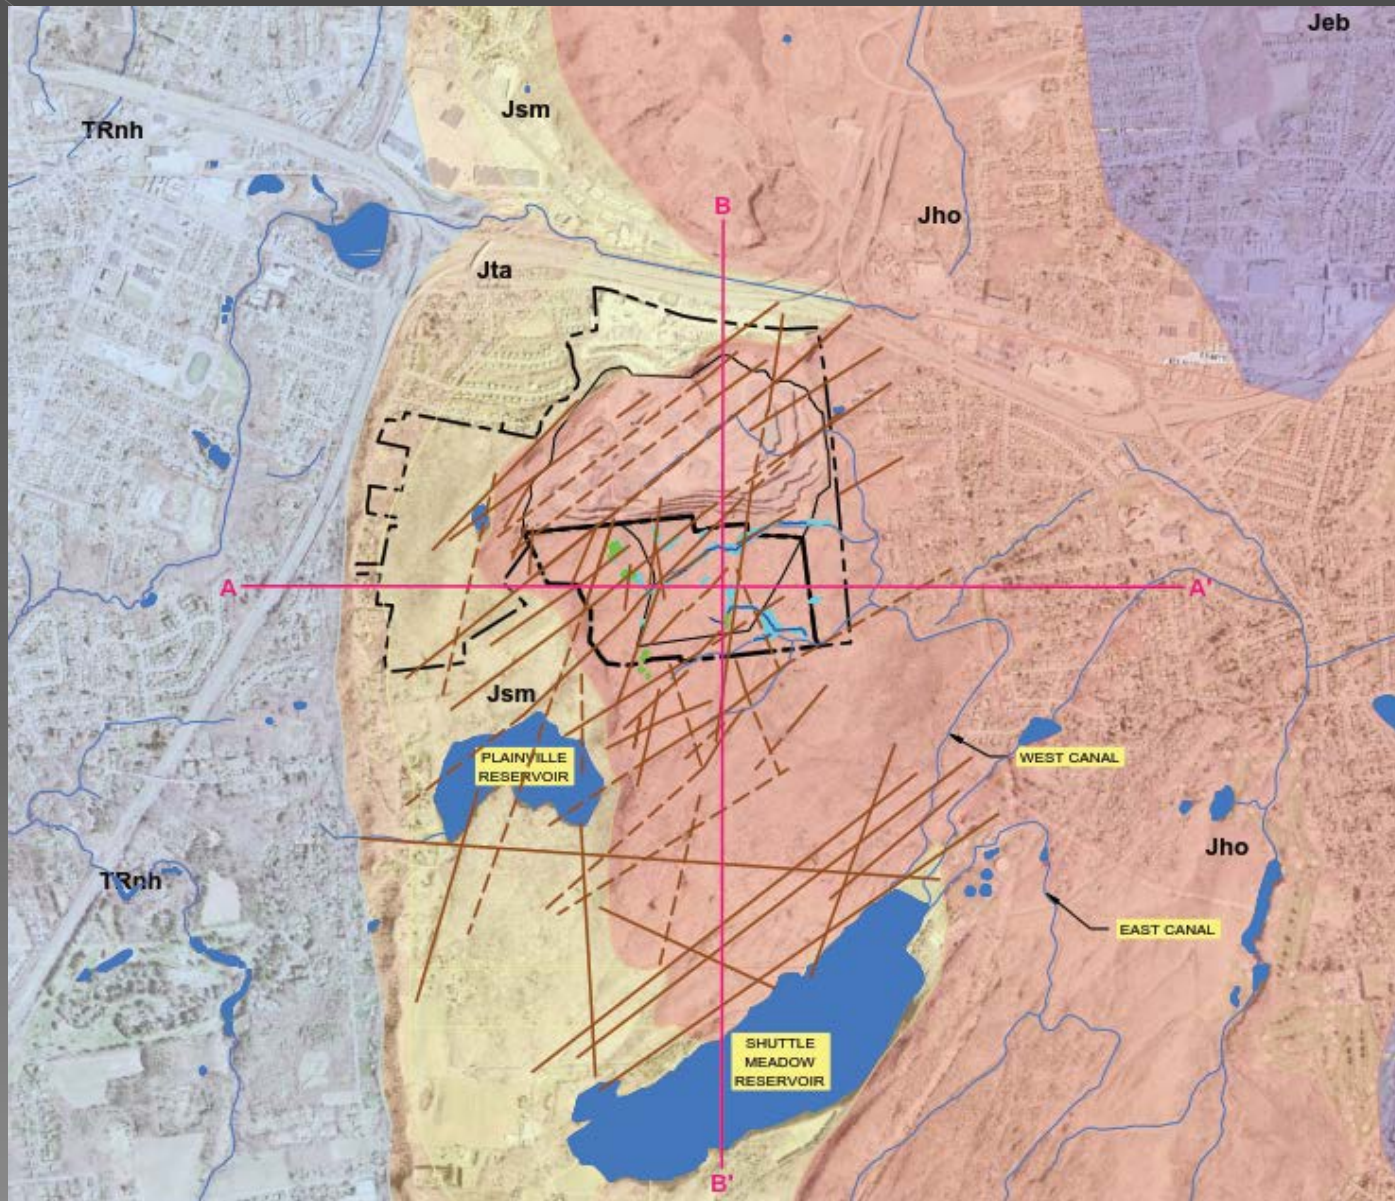 Jeb
Jsm
TRnh
B
Jho
Jta
A
A'
Jsm
PLAINVILLE
RESERVOIR
WEST CANAL
Jho
TRnh
EAST CANAL
SHUTTLE
MEADOW
RESERVOIR
B'